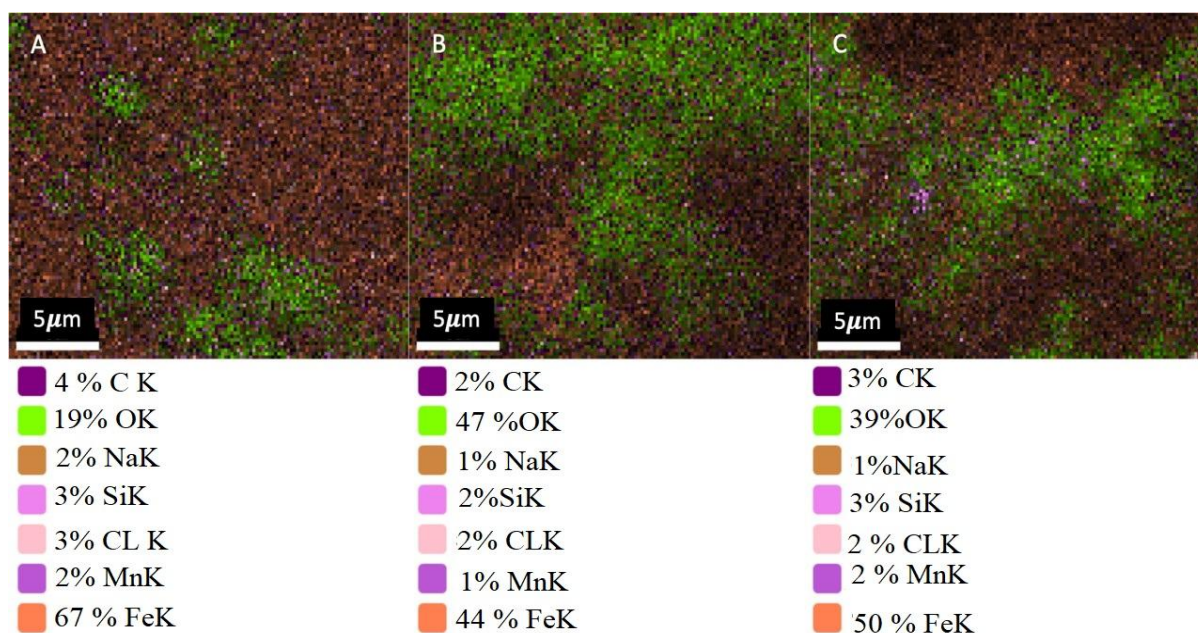 A
B
C
5μm
5μm
5μm
4 % C K
19% OK
2% NaK
3% SiK
3% CL K
2% MnK
67 % FeK
2% CK
47 %OK
1% NaK
2%SiK
2% CLK
1% MnK
44 % FeK
3% CK
39%OK
1%NaK
3% SiK
2 % CLK
2 % MnK
50 % FeK